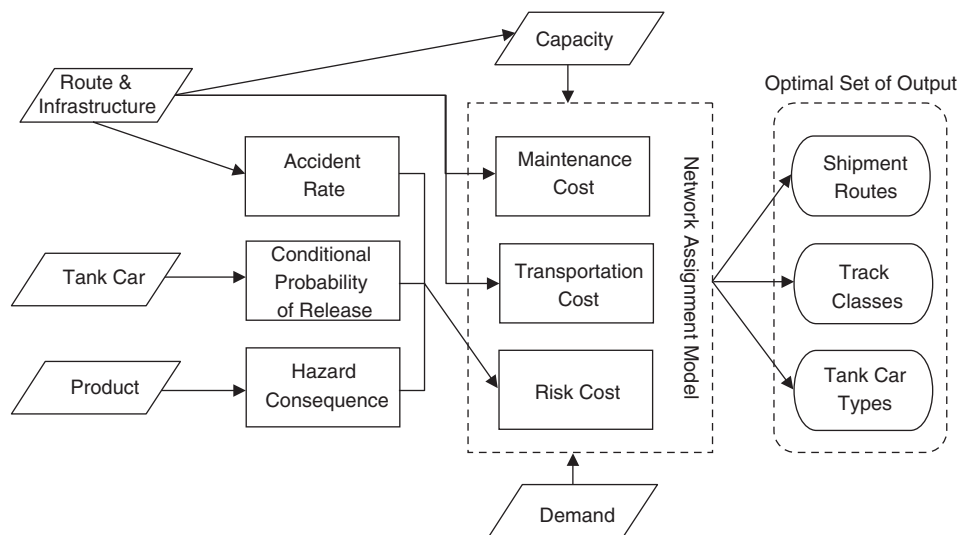 Capacity
Route &
Infrastructure
Optimal Set of Output
Accident
Rate
Maintenance
Cost
Network Assignment Model
Shipment
Routes
Tank Car
Conditional
Probability
of Release
Transportation
Cost
Track
Classes
Product
Hazard
Consequence
Risk Cost
Tank Car
Types
Demand